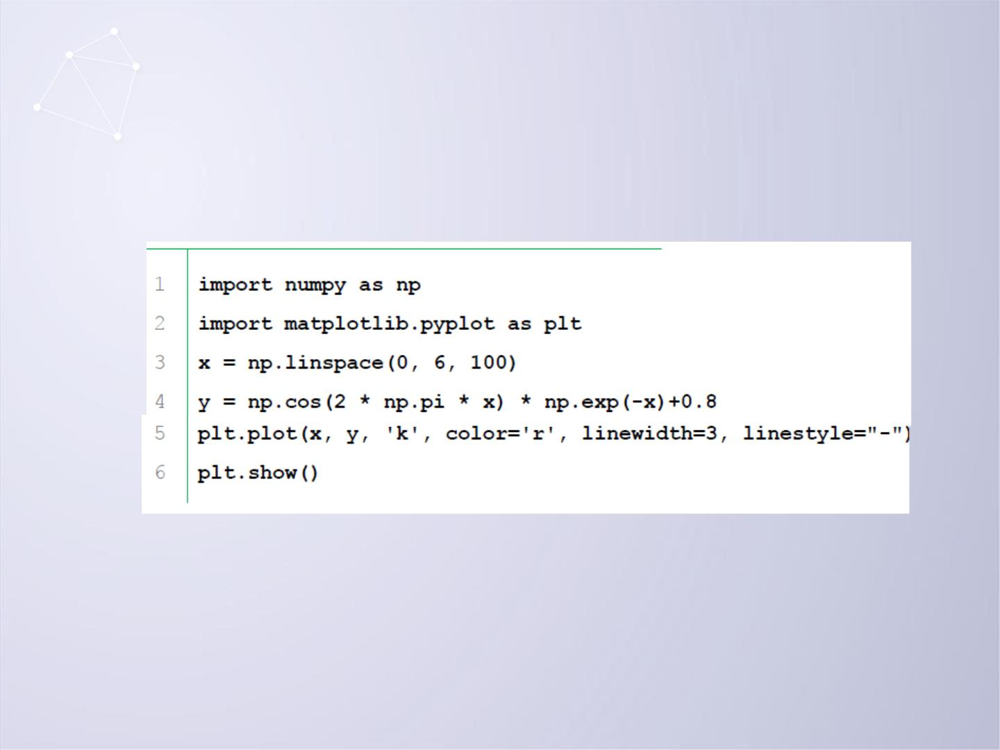 1 import numpy as np
2 import matplotlib.pyplot as plt
3 x = np.linspace(0, 6, 100)
4 y = np.cos(2 * np.pi * x) * np.exp(-x)+0.8
5 plt.plot(x, y, 'k', color='r', linewidth=3, linestyle="-")
6 plt.show()